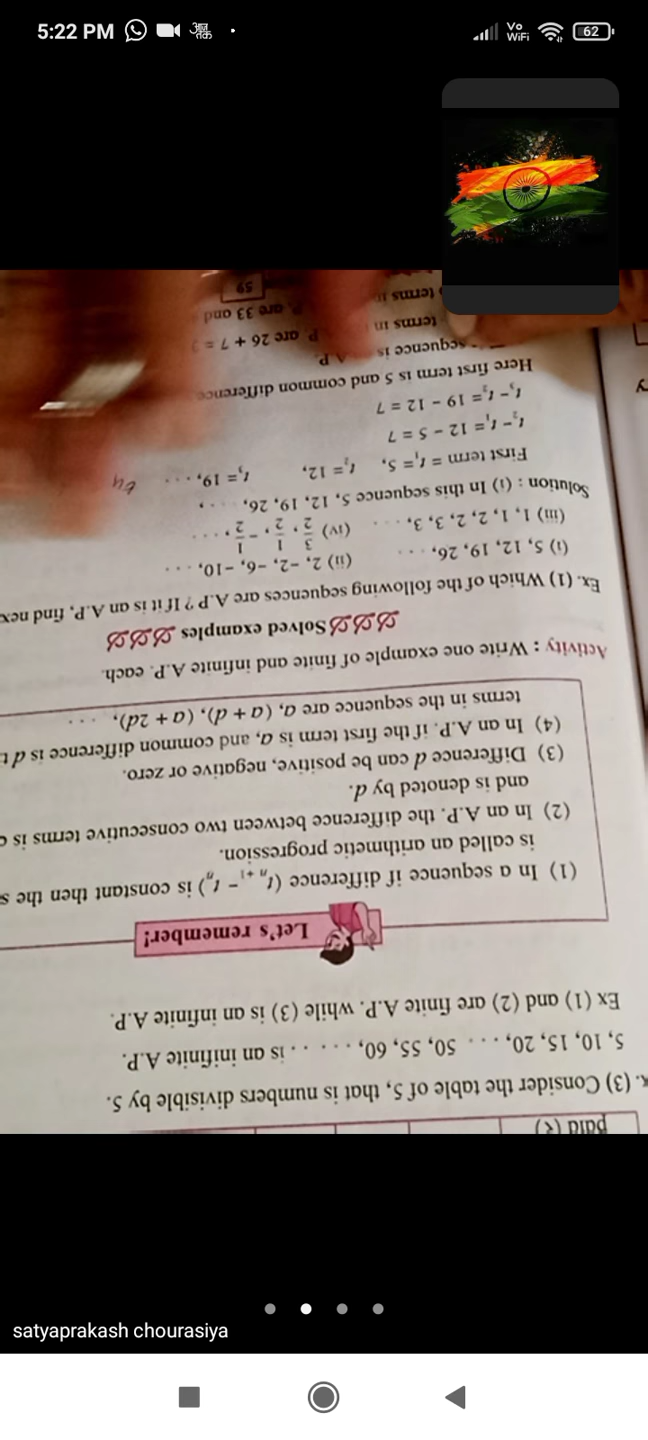 5:22 PM
आज तक
Vo WiFi
62
paid (₹)
(3) Consider the table of 5, that is numbers divisible by 5.
5, 10, 15, 20, . . . 50, 55, 60, . . . . . . is an inifinite A.P.
Ex (1) and (2) are finite A.P. while (3) is an infinite A.P.
Let's remember!
(1) In a sequence if difference (tₙ₊₁ - tₙ) is constant then the
is called an arithmetic progression.
(2) In an A.P. the difference between two consecutive terms is
and is denoted by d.
(3) Difference d can be positive, negative or zero.
(4) In an A.P. if the first term is a, and common difference is d
terms in the sequence are a, (a + d), (a + 2d), . . .
Activity : Write one example of finite and infinite A.P. each.
Solved examples
Ex. (1) Which of the following sequences are A.P ? If it is an A.P, find
(i) 5, 12, 19, 26, . . . (ii) 2, -2, -6, -10, . . .
(iii) 1, 1, 2, 2, 3, 3, . . . (iv) 3/2, 1/2, -1/2, . . .
Solution : (i) In this sequence 5, 12, 19, 26, . . . ,
First term = t₁ = 5, t₂ = 12, t₃ = 19, . . .
t₂ - t₁ = 12 - 5 = 7
t₃ - t₂ = 19 - 12 = 7
Here first term is 5 and common difference
sequence is A.P.
terms in P. are 26 + 7 =
terms in P. are 33 and
59
satyaprakash chourasiya